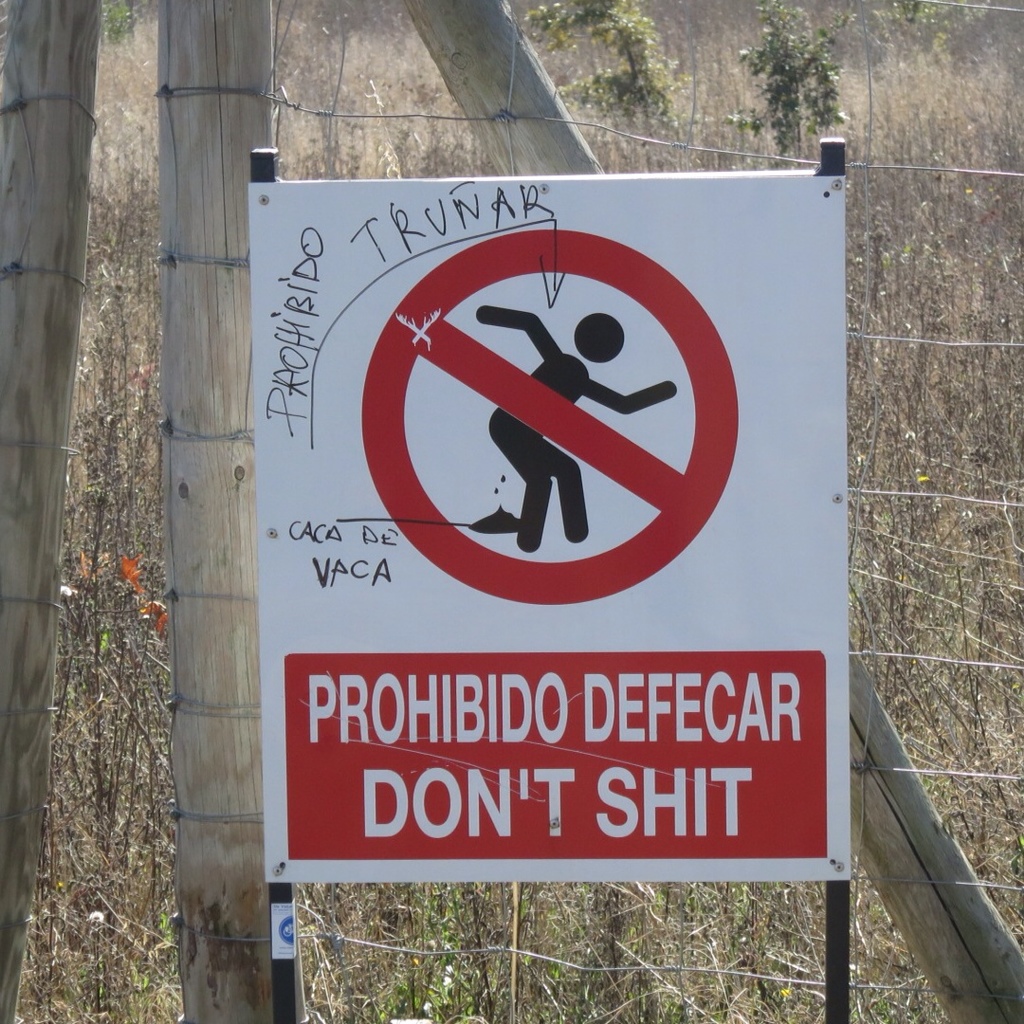 PROHIBIDO TRUÑAR
CACA DE
VACA
PROHIBIDO DEFECAR
DON'T SHIT